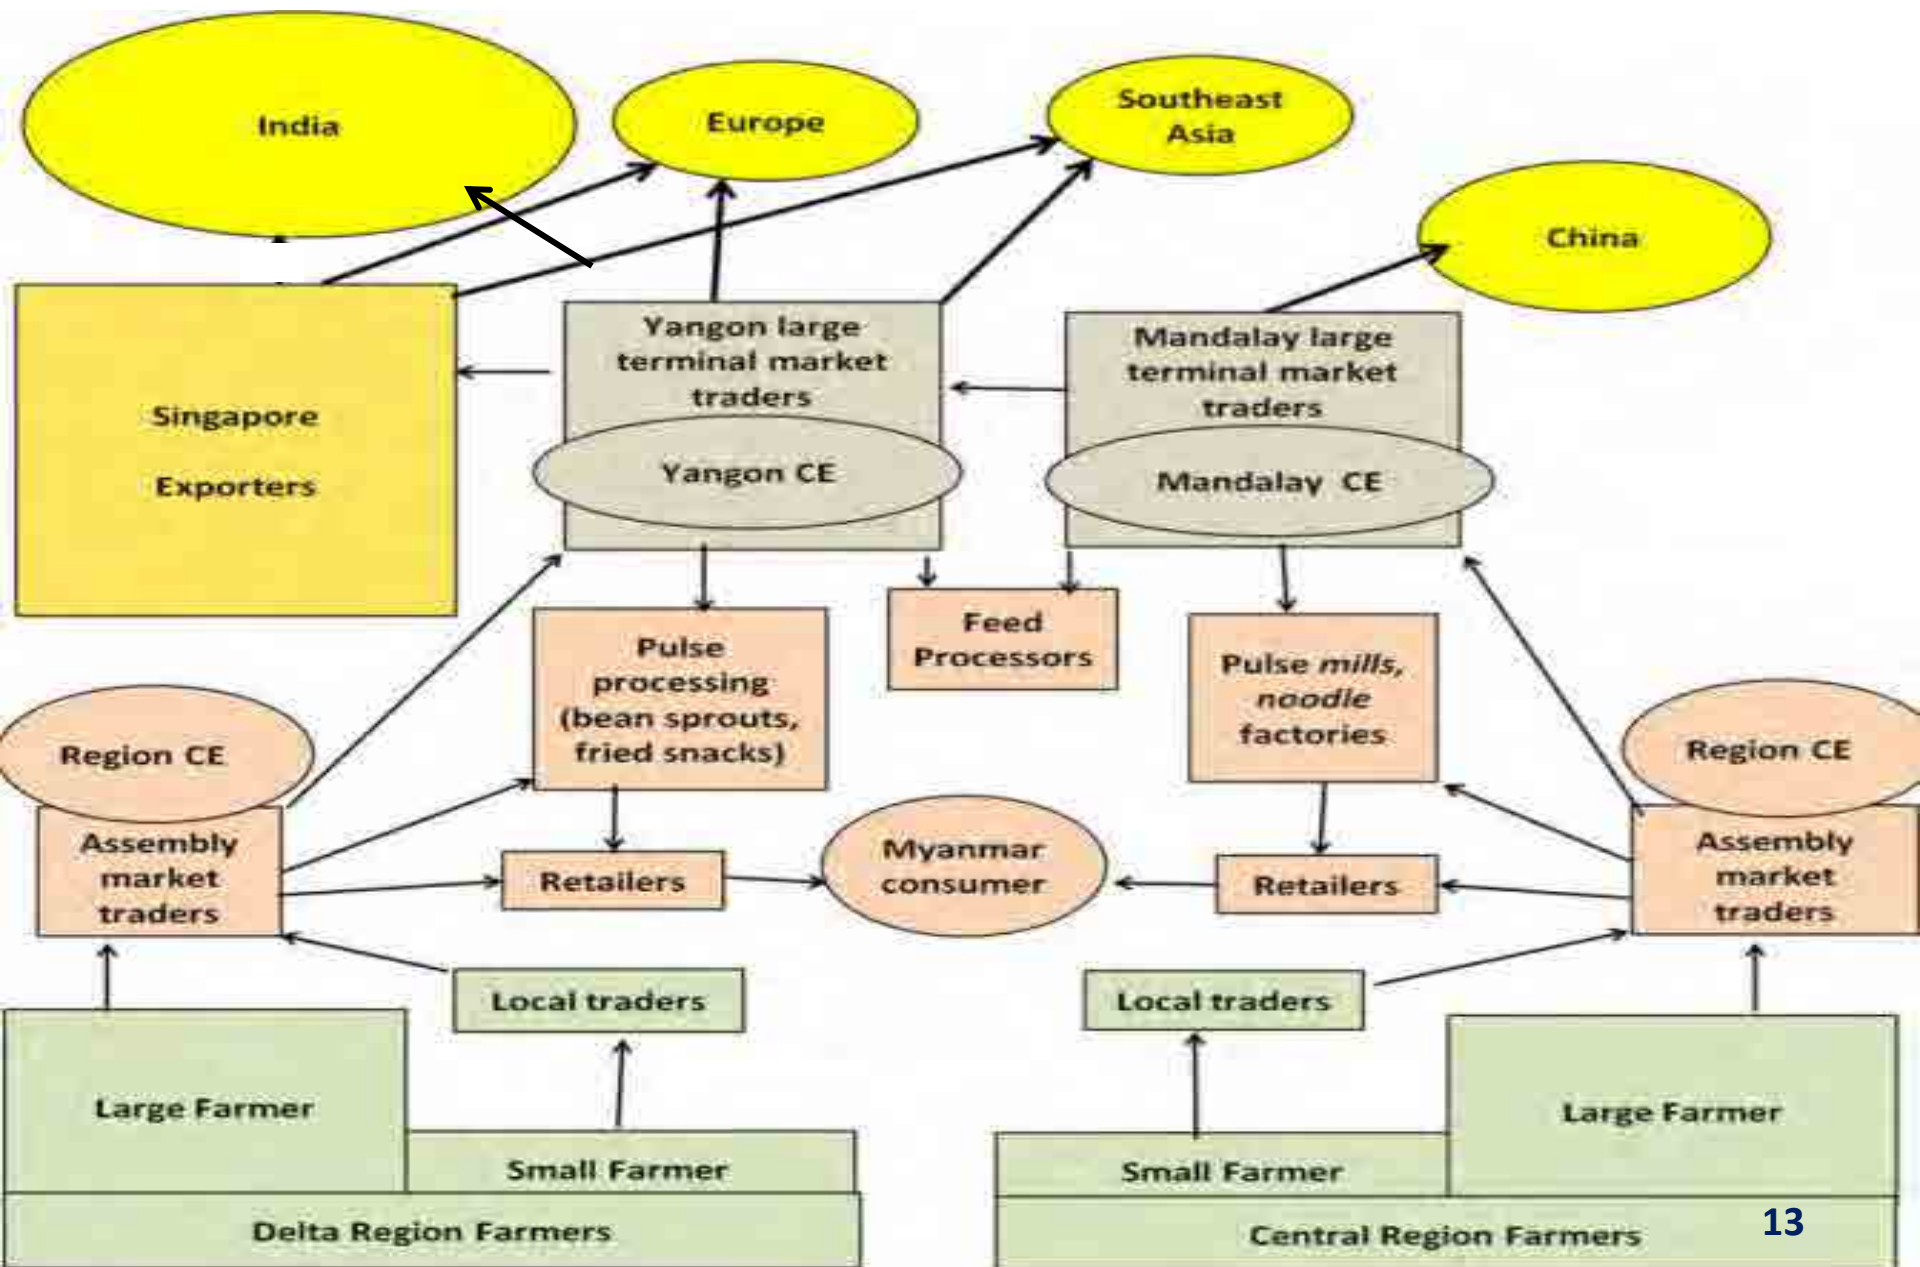 India
Europe
Southeast
Asia
China
Singapore
Exporters
Yangon large
terminal market
traders
Yangon CE
Mandalay large
terminal market
traders
Mandalay CE
Pulse
processing
(bean sprouts,
fried snacks)
Feed
Processors
Pulse mills,
noodle
factories
Region CE
Assembly
market
traders
Retailers
Myanmar
consumer
Retailers
Region CE
Assembly
market
traders
Local traders
Local traders
Large Farmer
Small Farmer
Delta Region Farmers
Small Farmer
Large Farmer
Central Region Farmers
13